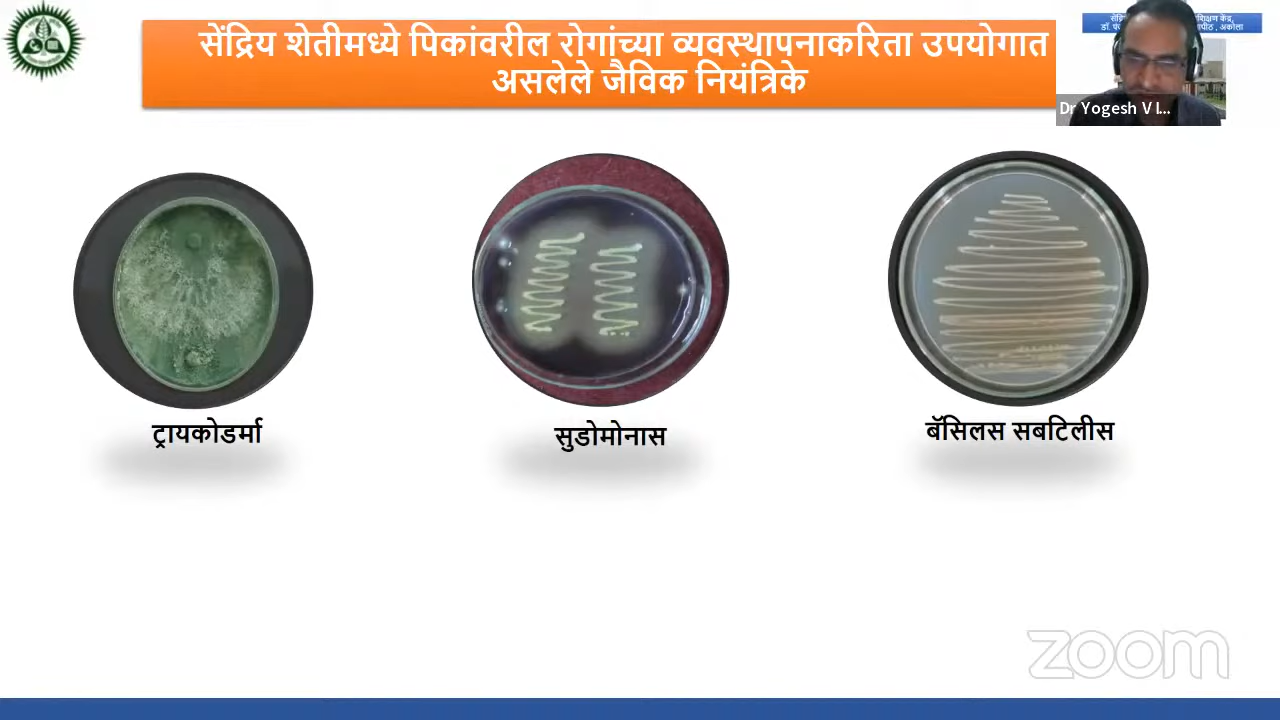 सेंद्रिय शेतीमध्ये पिकांवरील रोगांच्या व्यवस्थापनाकरिता उपयोगात
असलेले जैविक नियंत्रिके
Dr Yogesh V I...
ट्रायकोडर्मा
सुडोमोनास
बॅसिलस सबटिलीस
zoom